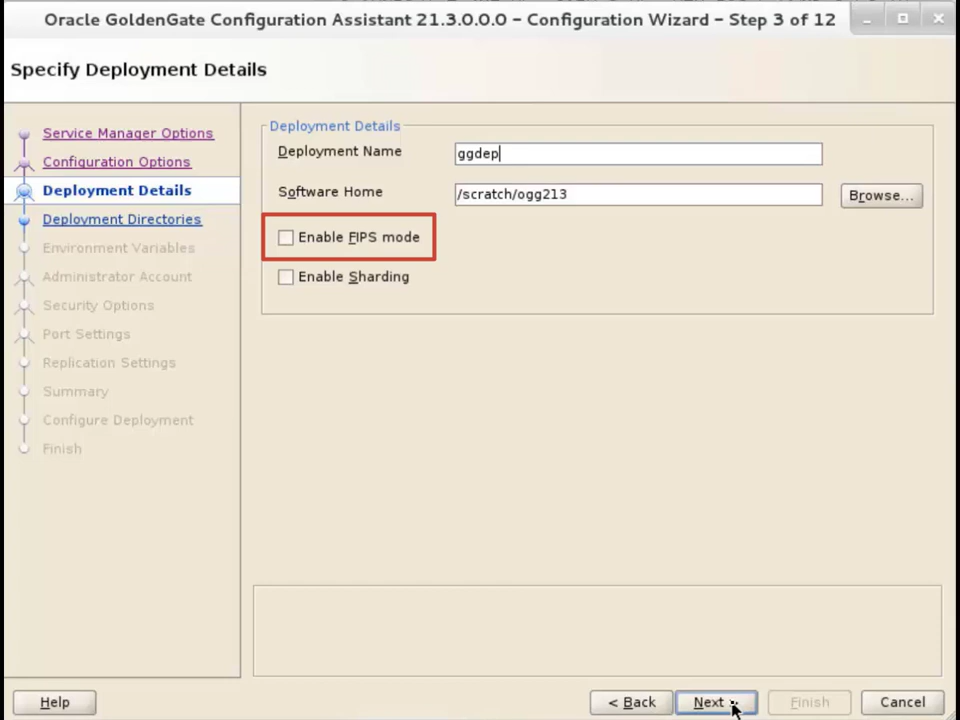 Oracle GoldenGate Configuration Assistant 21.3.0.0.0 – Configuration Wizard – Step 3 of 12
Specify Deployment Details
Service Manager Options
Configuration Options
Deployment Details
Deployment Directories
Environment Variables
Administrator Account
Security Options
Port Settings
Replication Settings
Summary
Configure Deployment
Finish
Deployment Details
Deployment Name ggdep
Software Home /scratch/ogg213 Browse...
Enable FIPS mode
Enable Sharding
Help < Back Next > Finish Cancel